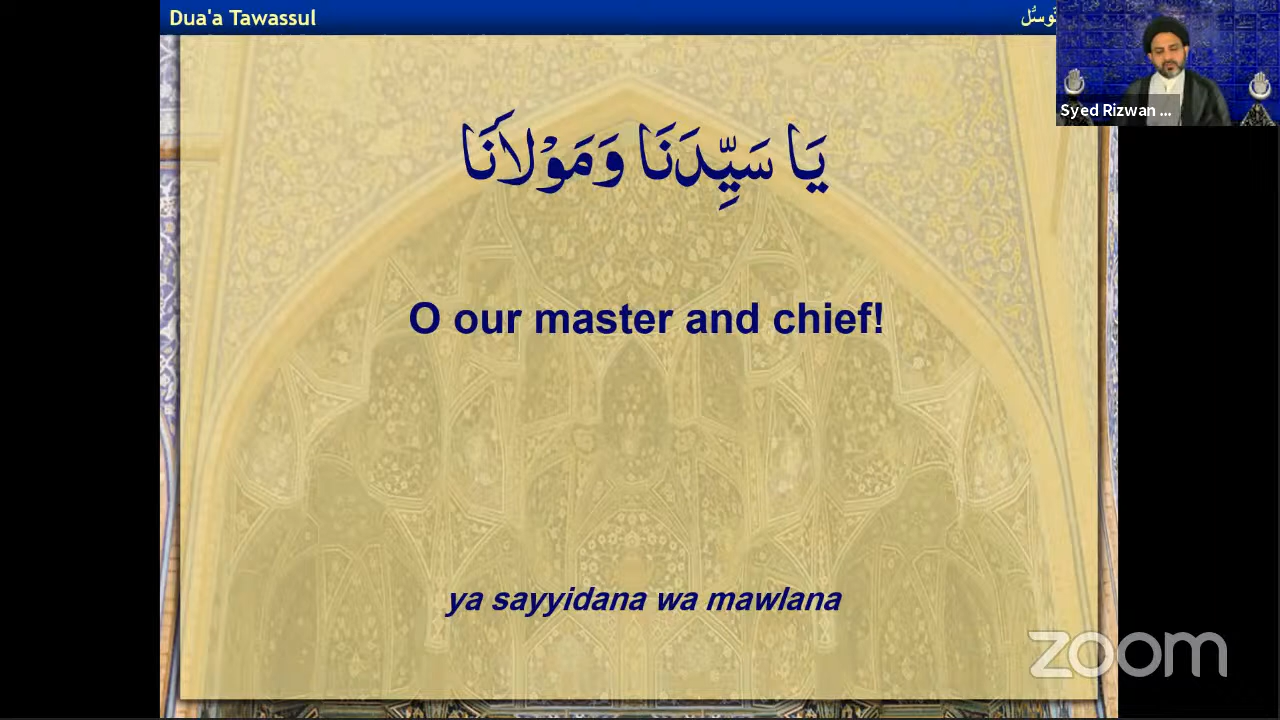 Dua'a Tawassul
Syed Rizwan ...
يَا سَيِّدَنَا وَمَوْلاَنَا
O our master and chief!
ya sayyidana wa mawlana
zoom